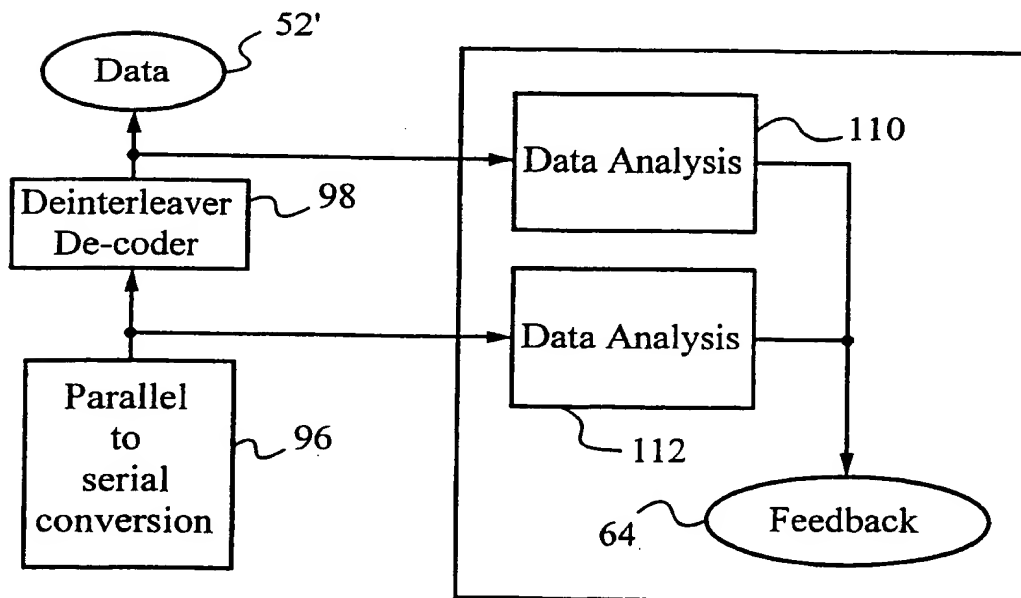 52'
Data
110
Data Analysis
98
Deinterleaver
De-coder
Data Analysis
Parallel
to
serial
conversion
96
112
64
Feedback